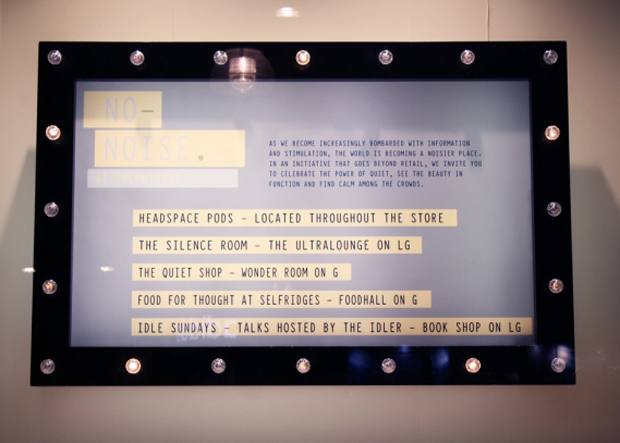 NO-
NOISE.
AS WE BECOME INCREASINGLY BOMBARDED WITH INFORMATION
AND STIMULATION, THE WORLD IS BECOMING A NOISIER PLACE.
IN AN INITIATIVE THAT GOES BEYOND RETAIL, WE INVITE YOU
TO CELEBRATE THE POWER OF QUIET, SEE THE BEAUTY IN
FUNCTION AND FIND CALM AMONG THE CROWDS.
HEADSPACE PODS - LOCATED THROUGHOUT THE STORE
THE SILENCE ROOM - THE ULTRALOUNGE ON LG
THE QUIET SHOP - WONDER ROOM ON G
FOOD FOR THOUGHT AT SELFRIDGES - FOODHALL ON G
IDLE SUNDAYS - TALKS HOSTED BY THE IDLER - BOOK SHOP ON LG